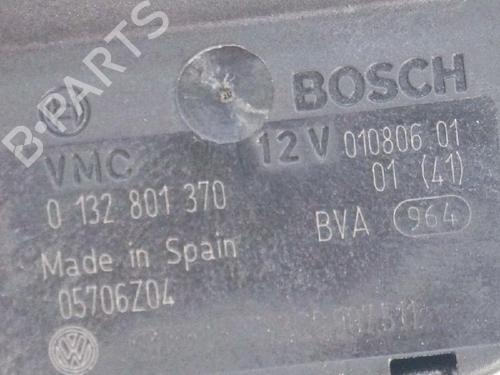 B-PARTS
BOSCH
VMC 12V 010806 01
01 (41)
0 132 801 370
BVA 964
Made in Spain
05706Z04